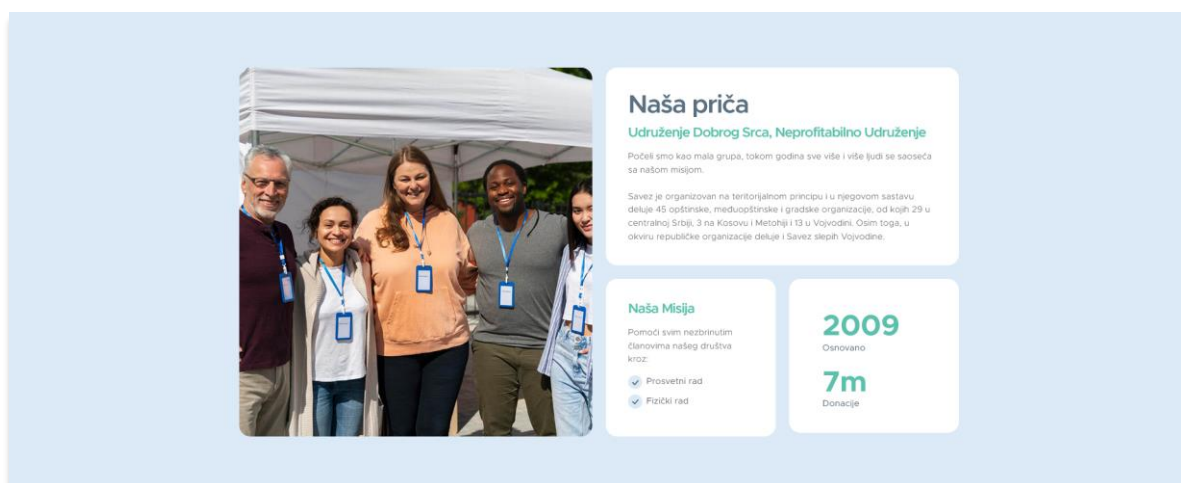 Naša priča
Udruženje Dobrog Srca, Neprofitabilno Udruženje
Počeli smo kao mala grupa, tokom godina sve više i više ljudi se saoseća
sa našom misijom.
Savez je organizovan na teritorijalnom principu i u njegovom sastavu
deluje 45 opštinske, međuopštinske i gradske organizacije, od kojih 29 u
centralnoj Srbiji, 3 na Kosovu i Metohiji i 13 u Vojvodini. Osim toga, u
okviru republičke organizacije deluje i Savez slepih Vojvodine.
Naša Misija
Pomoći svim nezbrinutim
članovima našeg društva
kroz:
Prosvetni rad
Fizički rad
2009
Osnovano
7m
Donacije